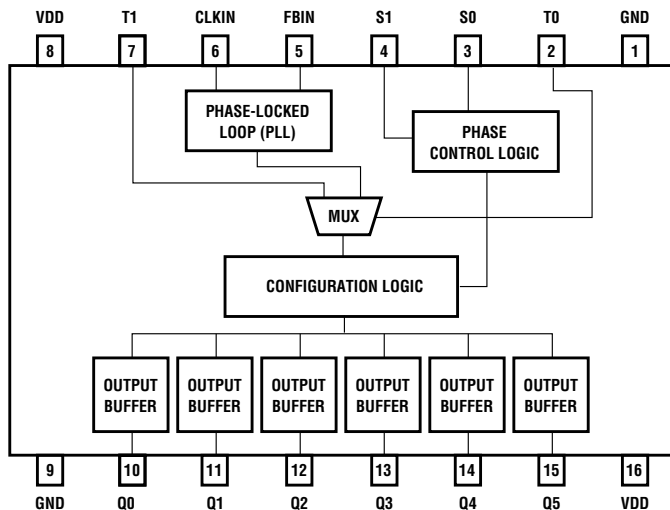 VDD T1 CLKIN FBIN S1 S0 T0 GND
8 7 6 5 4 3 2 1
PHASE-LOCKED
LOOP (PLL)
PHASE
CONTROL LOGIC
MUX
CONFIGURATION LOGIC
OUTPUT
BUFFER
OUTPUT
BUFFER
OUTPUT
BUFFER
OUTPUT
BUFFER
OUTPUT
BUFFER
OUTPUT
BUFFER
9 10 11 12 13 14 15 16
GND Q0 Q1 Q2 Q3 Q4 Q5 VDD